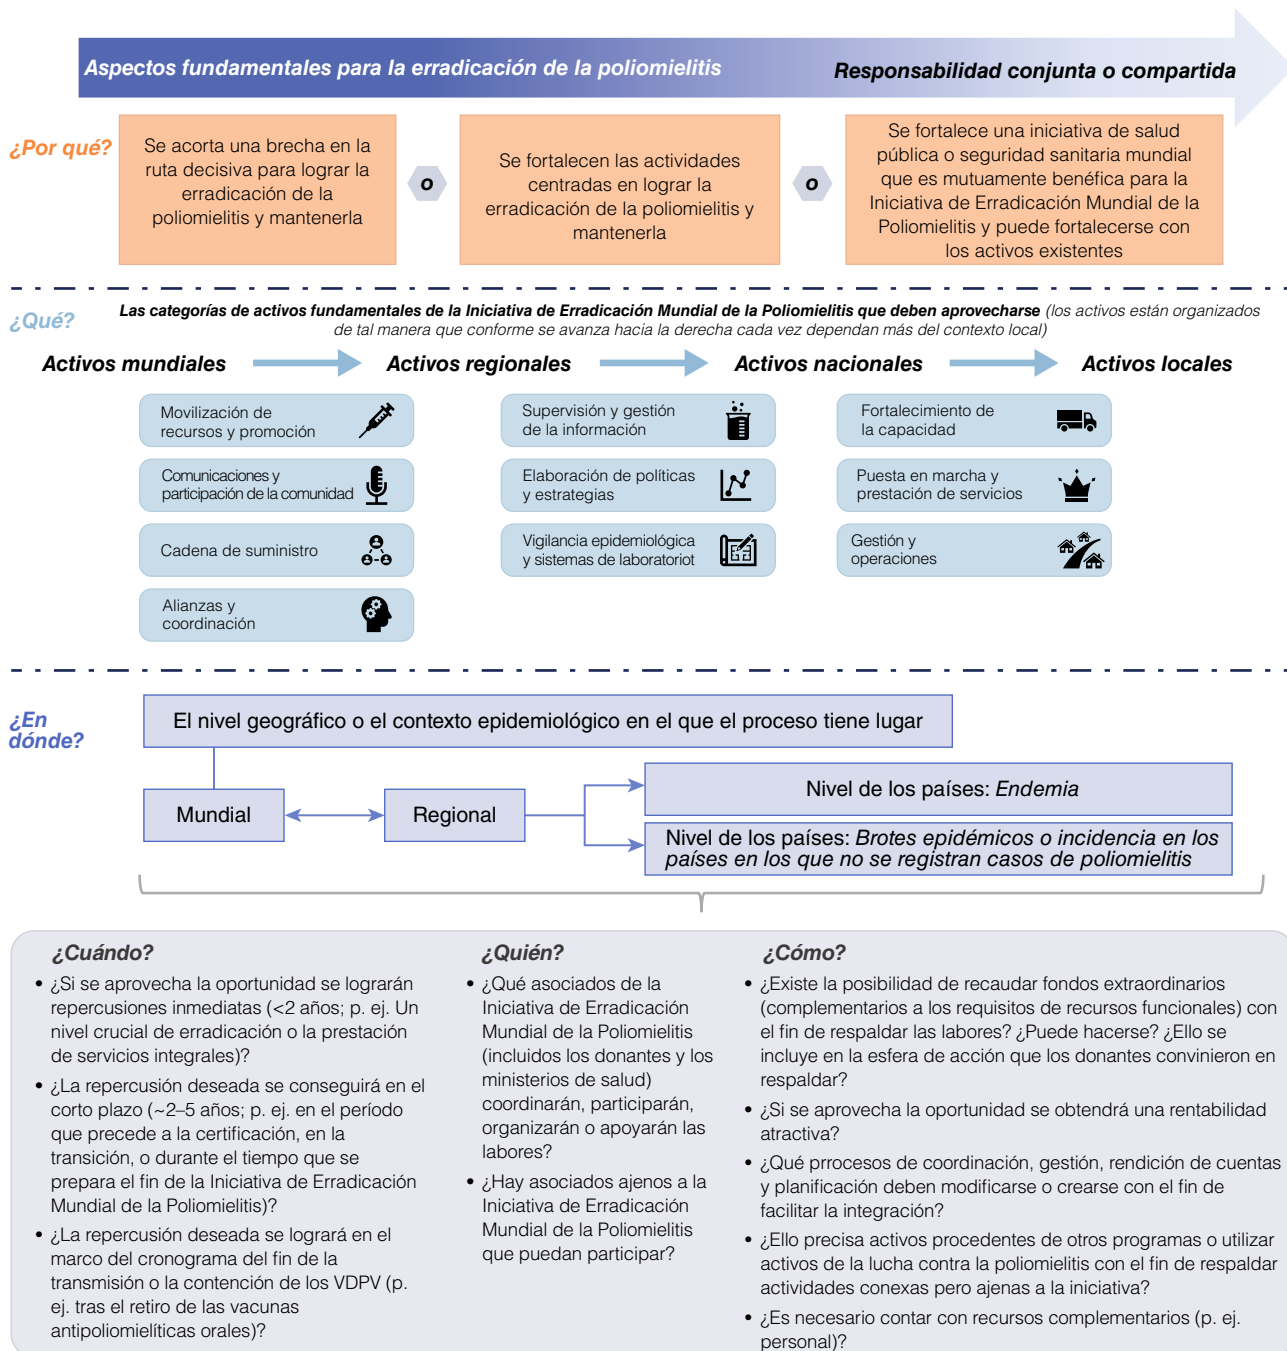 Aspectos fundamentales para la erradicación de la poliomielitis
Responsabilidad conjunta o compartida
¿Por qué?
Se acorta una brecha en la
ruta decisiva para lograr la
erradicación de la
poliomielitis y mantenerla
o
Se fortalecen las actividades
centradas en lograr la
erradicación de la poliomielitis y
mantenerla
o
Se fortalece una iniciativa de salud
pública o seguridad sanitaria mundial
que es mutuamente benéfica para la
Iniciativa de Erradicación Mundial de la
Poliomielitis y puede fortalecerse con
los activos existentes
¿Qué?
Las categorías de activos fundamentales de la Iniciativa de Erradicación Mundial de la Poliomielitis que deben aprovecharse (los activos están organizados
de tal manera que conforme se avanza hacia la derecha cada vez dependan más del contexto local)
Activos mundiales
Activos regionales
Activos nacionales
Activos locales
Movilización de
recursos y promoción
Comunicaciones y
participación de la comunidad
Cadena de suministro
Alianzas y
coordinación
Supervisión y gestión
de la información
Elaboración de políticas
y estrategias
Vigilancia epidemiológica
y sistemas de laboratoriot
Fortalecimiento de
la capacidad
Puesta en marcha y
prestación de servicios
Gestión y
operaciones
¿En
dónde?
El nivel geográfico o el contexto epidemiológico en el que el proceso tiene lugar
Mundial
Regional
Nivel de los países: Endemia
Nivel de los países: Brotes epidémicos o incidencia en los
países en los que no se registran casos de poliomielitis
¿Cuándo?
• ¿Si se aprovecha la oportunidad se lograrán
repercusiones inmediatas (<2 años; p. ej. Un
nivel crucial de erradicación o la prestación
de servicios integrales)?
• ¿La repercusión deseada se conseguirá en el
corto plazo (~2–5 años; p. ej. en el período
que precede a la certificación, en la
transición, o durante el tiempo que se
prepara el fin de la Iniciativa de Erradicación
Mundial de la Poliomielitis)?
• ¿La repercusión deseada se logrará en el
marco del cronograma del fin de la
transmisión o la contención de los VDPV (p.
ej. tras el retiro de las vacunas
antipoliomielíticas orales)?
¿Quién?
• ¿Qué asociados de la
Iniciativa de Erradicación
Mundial de la Poliomielitis
(incluidos los donantes y los
ministerios de salud)
coordinarán, participarán,
organizarán o apoyarán las
labores?
• ¿Hay asociados ajenos a la
Iniciativa de Erradicación
Mundial de la Poliomielitis
que puedan participar?
¿Cómo?
• ¿Existe la posibilidad de recaudar fondos extraordinarios
(complementarios a los requisitos de recursos funcionales) con
el fin de respaldar las labores? ¿Puede hacerse? ¿Ello se
incluye en la esfera de acción que los donantes convinieron en
respaldar?
• ¿Si se aprovecha la oportunidad se obtendrá una rentabilidad
atractiva?
• ¿Qué prrocesos de coordinación, gestión, rendición de cuentas
y planificación deben modificarse o crearse con el fin de
facilitar la integración?
• ¿Ello precisa activos procedentes de otros programas o utilizar
activos de la lucha contra la poliomielitis con el fin de respaldar
actividades conexas pero ajenas a la iniciativa?
• ¿Es necesario contar con recursos complementarios (p. ej.
personal)?